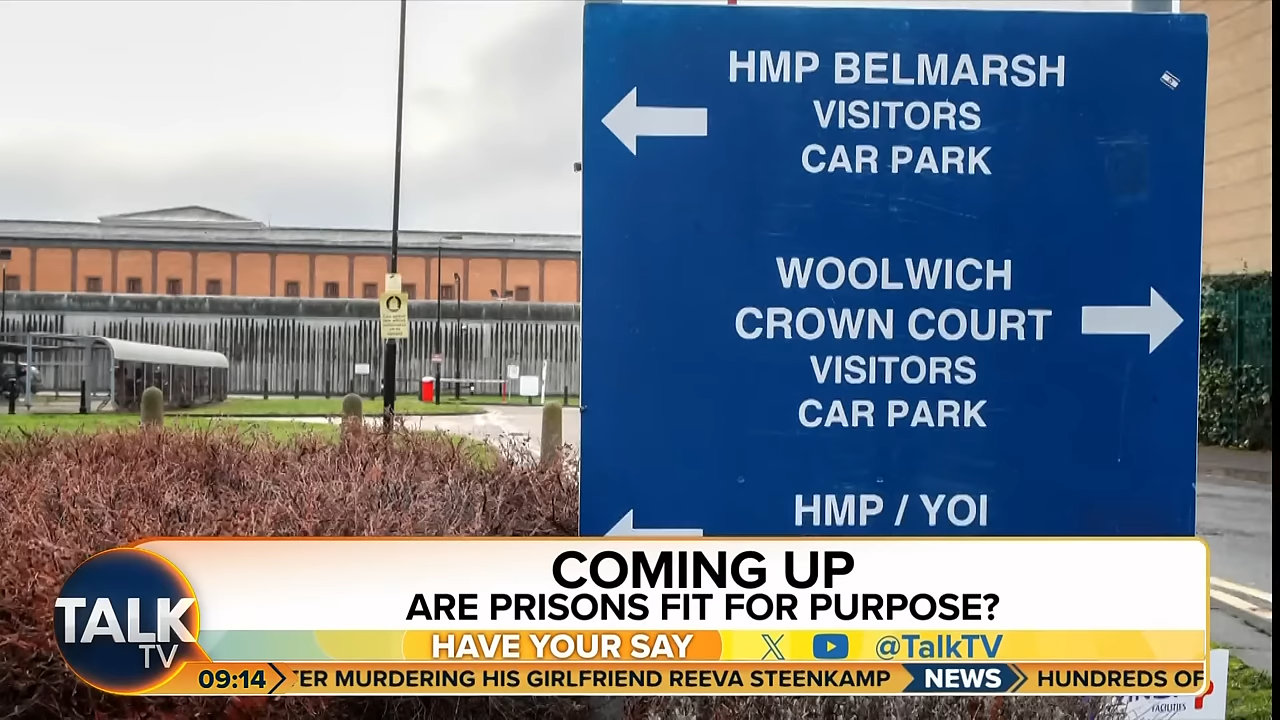 HMP BELMARSH
VISITORS
CAR PARK
WOOLWICH
CROWN COURT
VISITORS
CAR PARK
HMP / YOI
COMING UP
ARE PRISONS FIT FOR PURPOSE?
HAVE YOUR SAY X @TalkTV
TALK
TV
09:14 ER MURDERING HIS GIRLFRIEND REEVA STEENKAMP NEWS HUNDREDS OF
FACILITIES